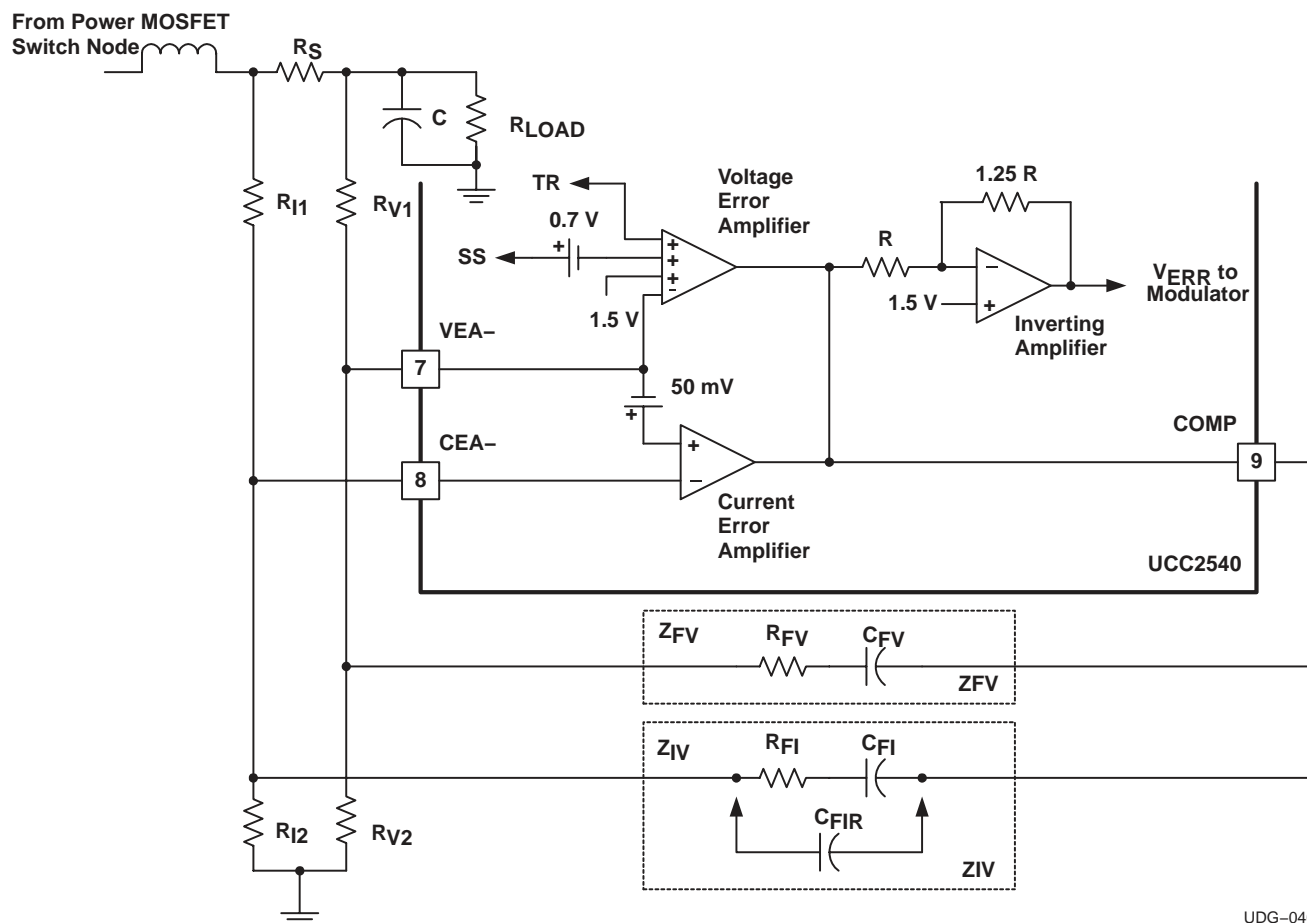 From Power MOSFET
Switch Node
RS
C
RLOAD
RI1
RV1
TR
0.7 V
+
SS
+
+
+
-
1.5 V
Voltage
Error
Amplifier
1.25 R
R
−
+
1.5 V
VERR to
Modulator
Inverting
Amplifier
VEA−
7
50 mV
+
CEA−
8
+
−
Current
Error
Amplifier
COMP
9
UCC2540
ZFV
RFV
CFV
ZFV
ZIV
RFI
CFI
CFIR
ZIV
RI2
RV2
UDG−04